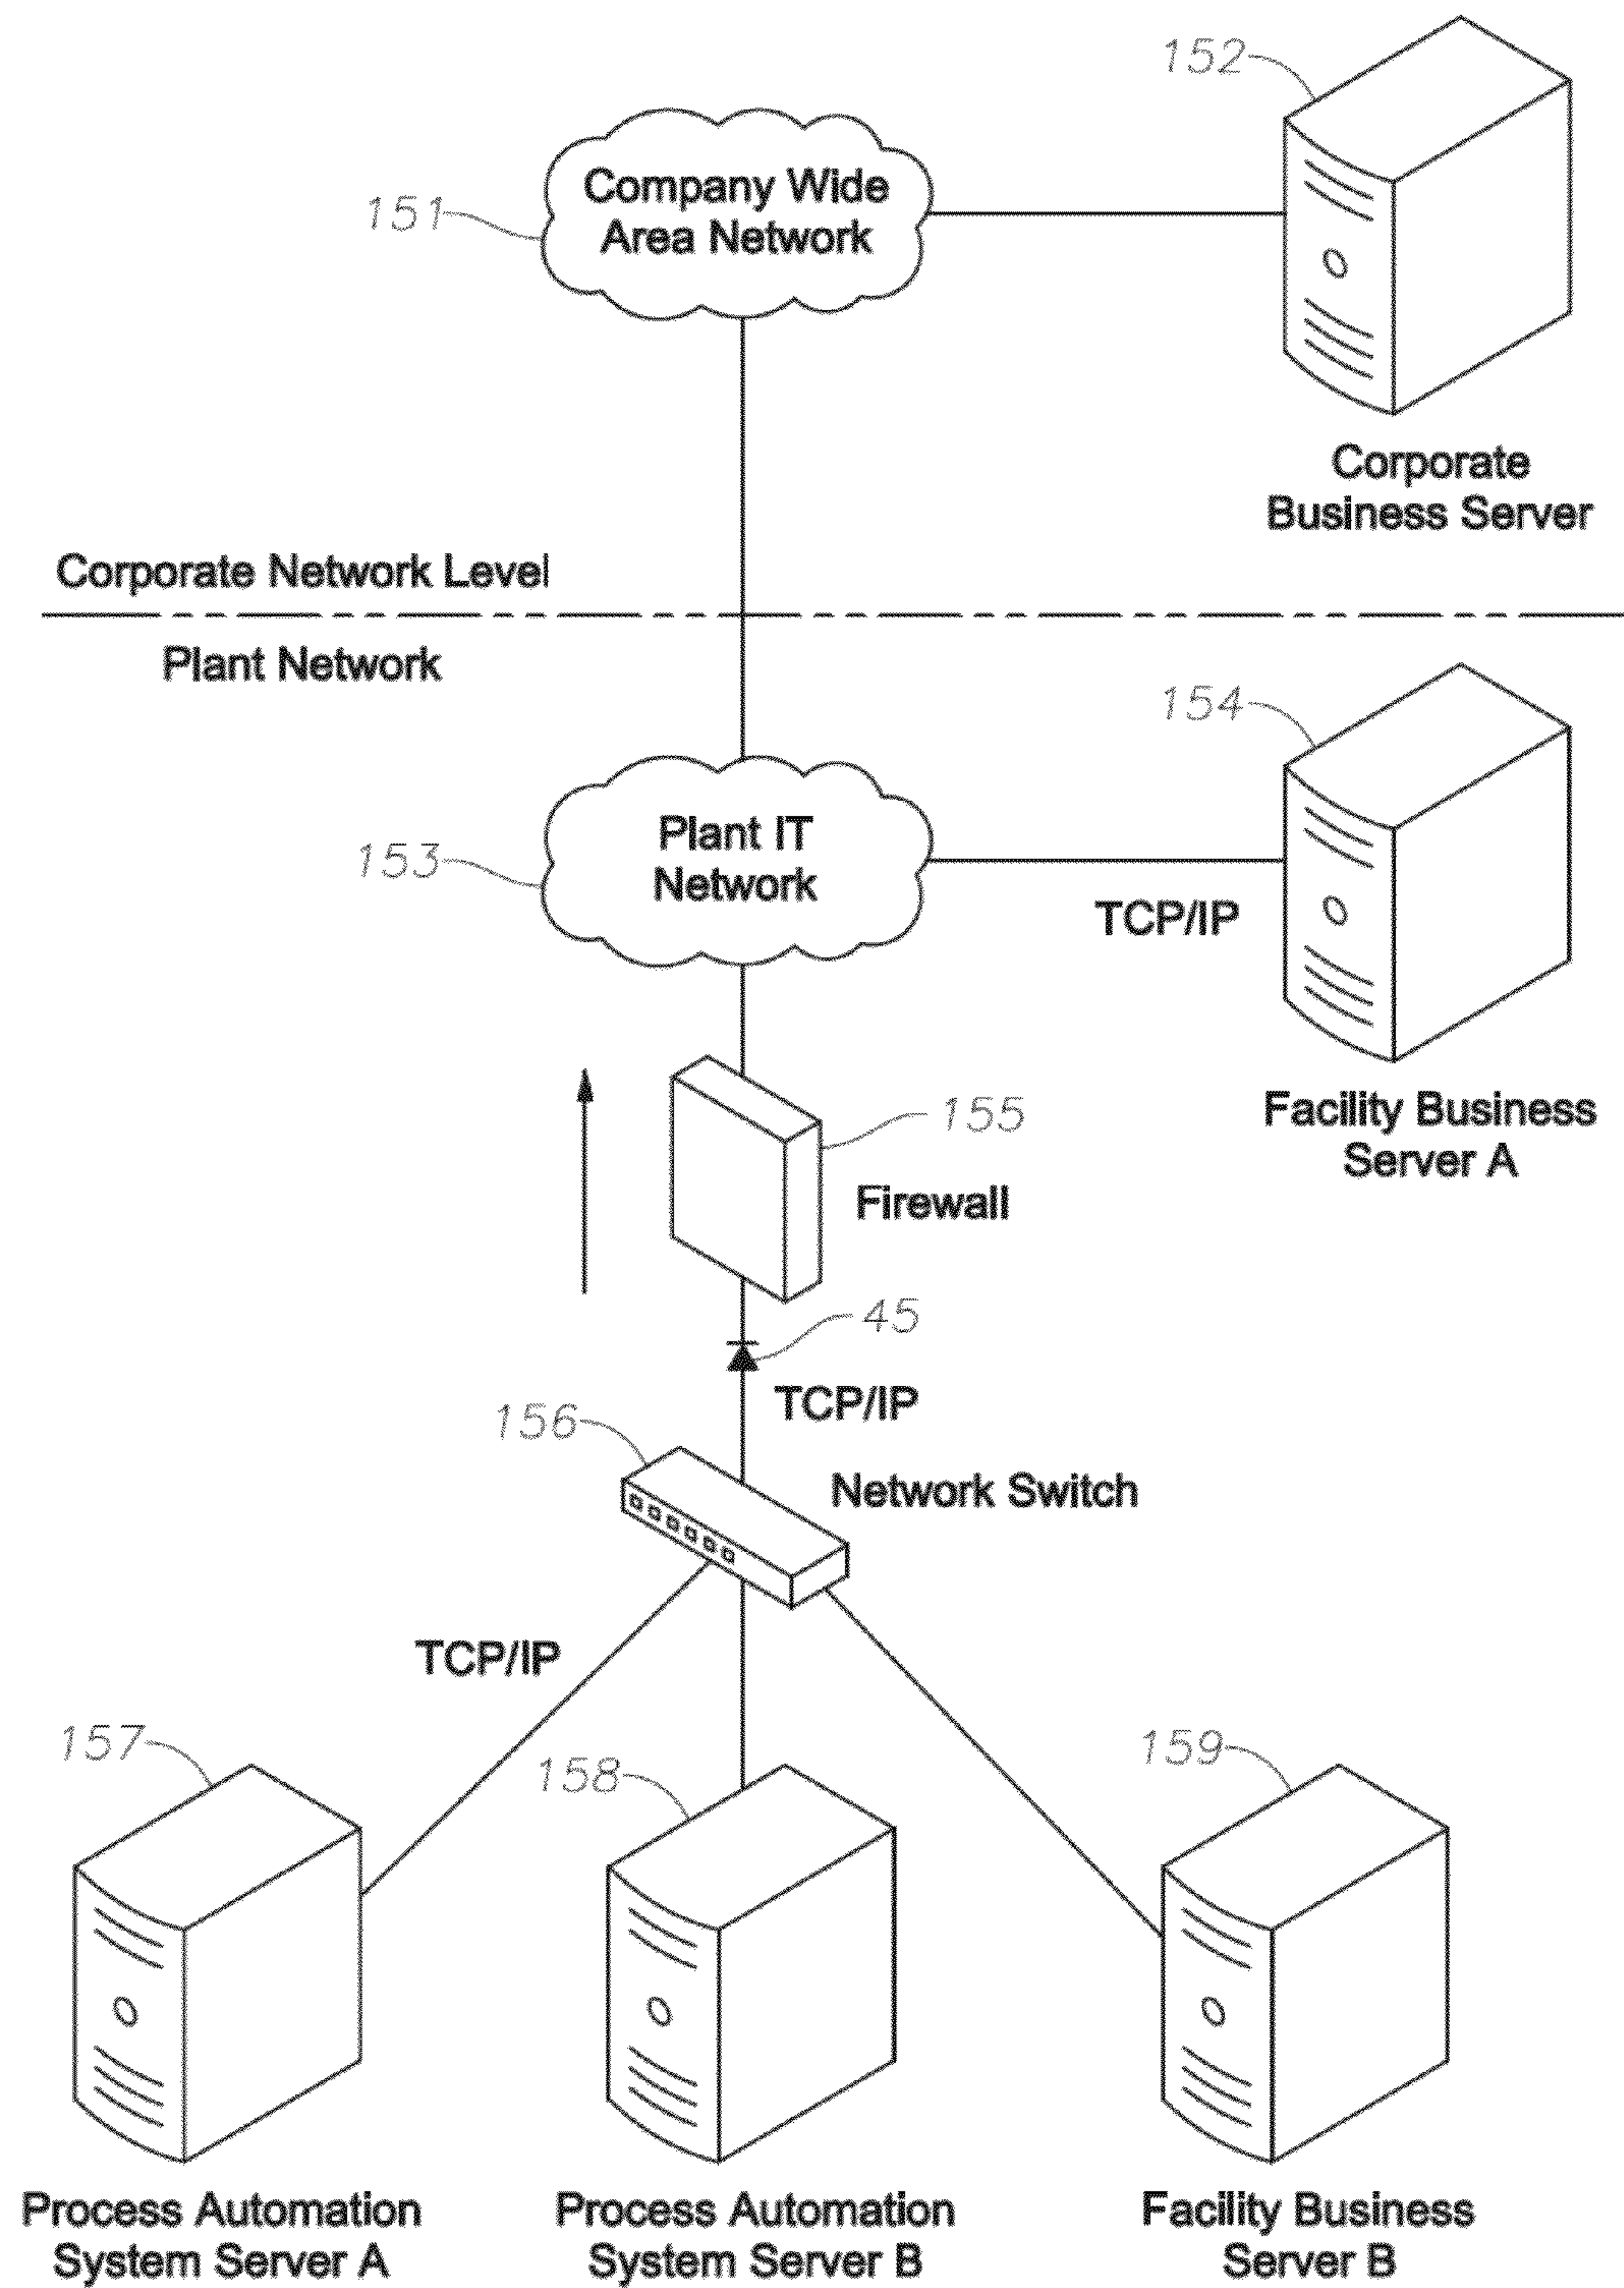 152
Company Wide
Area Network
151
Corporate
Business Server
Corporate Network Level
Plant Network
154
Plant IT
Network
153
TCP/IP
155
Facility Business
Server A
Firewall
45
TCP/IP
156
Network Switch
TCP/IP
157
158
159
Process Automation
System Server A
Process Automation
System Server B
Facility Business
Server B